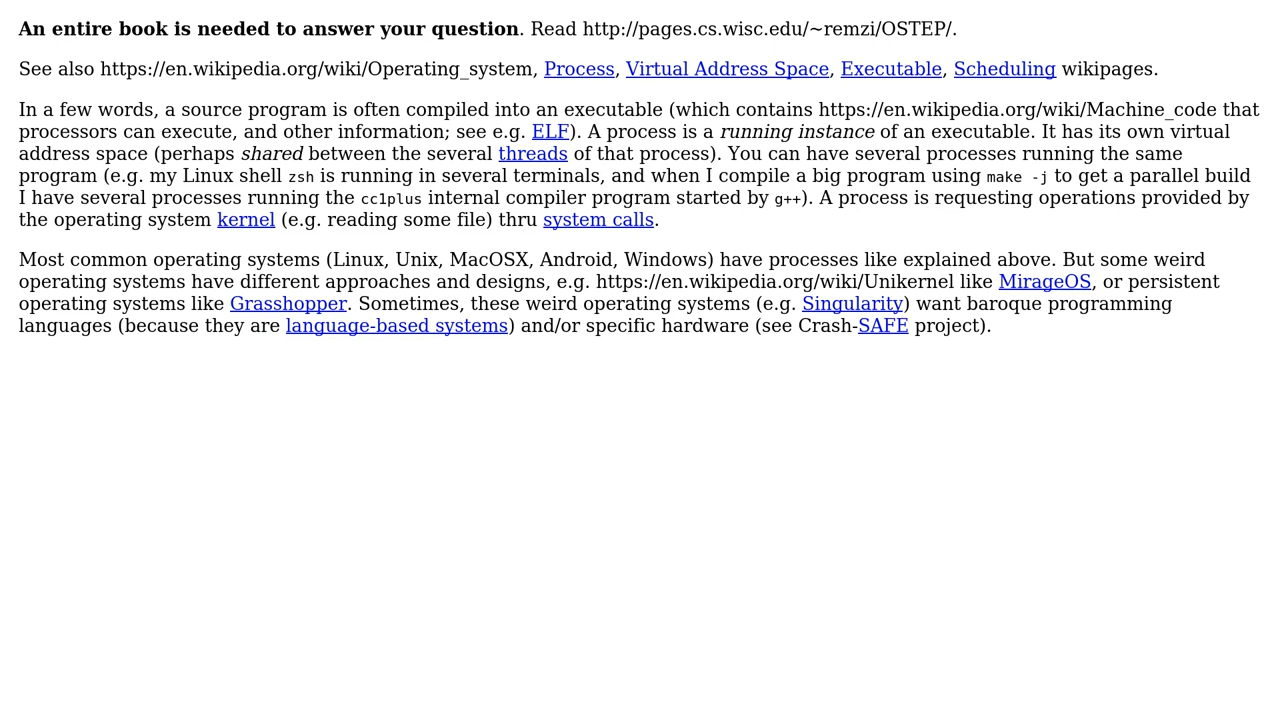 An entire book is needed to answer your question. Read http://pages.cs.wisc.edu/~remzi/OSTEP/.
See also https://en.wikipedia.org/wiki/Operating_system, Process, Virtual Address Space, Executable, Scheduling wikipages.
In a few words, a source program is often compiled into an executable (which contains https://en.wikipedia.org/wiki/Machine_code that
processors can execute, and other information; see e.g. ELF). A process is a running instance of an executable. It has its own virtual
address space (perhaps shared between the several threads of that process). You can have several processes running the same
program (e.g. my Linux shell zsh is running in several terminals, and when I compile a big program using make -j to get a parallel build
I have several processes running the cc1plus internal compiler program started by g++). A process is requesting operations provided by
the operating system kernel (e.g. reading some file) thru system calls.
Most common operating systems (Linux, Unix, MacOSX, Android, Windows) have processes like explained above. But some weird
operating systems have different approaches and designs, e.g. https://en.wikipedia.org/wiki/Unikernel like MirageOS, or persistent
operating systems like Grasshopper. Sometimes, these weird operating systems (e.g. Singularity) want baroque programming
languages (because they are language-based systems) and/or specific hardware (see Crash-SAFE project).